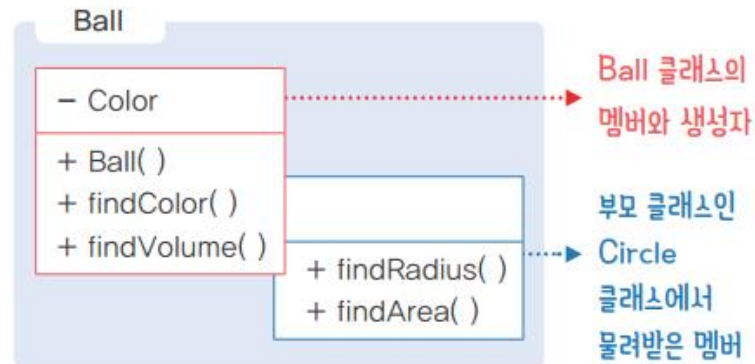 Ball
− Color
+ Ball( )
+ findColor( )
+ findVolume( )
+ findRadius( )
+ findArea( )
Ball 클래스의
멤버와 생성자
부모 클래스인
Circle
클래스에서
물려받은 멤버